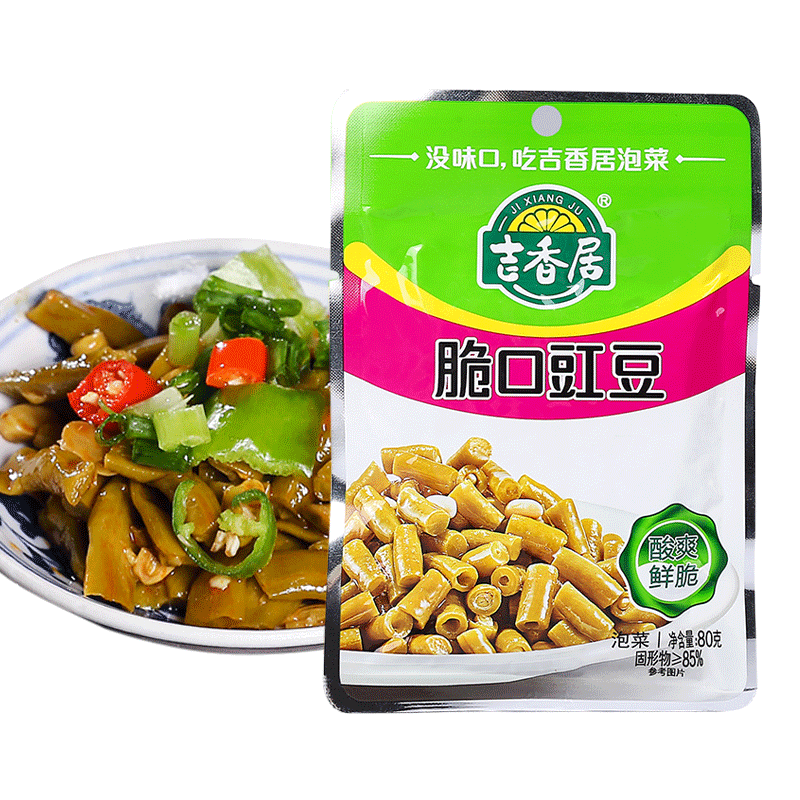 没味口,吃吉香居泡菜
JI XIANG JU
®
吉香居
脆口豇豆
酸爽
鲜脆
泡菜 / 净含量:80克
固形物≥85%
参考图片